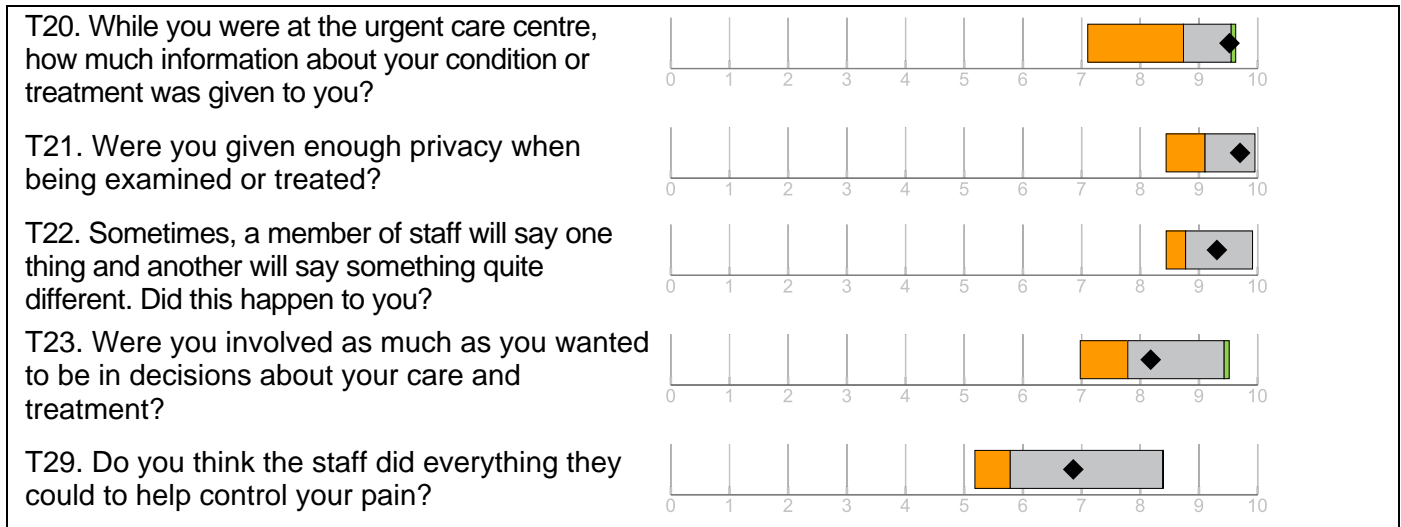 T20. While you were at the urgent care centre,
how much information about your condition or
treatment was given to you?
0 1 2 3 4 5 6 7 8 9 10
T21. Were you given enough privacy when
being examined or treated?
0 1 2 3 4 5 6 7 8 9 10
T22. Sometimes, a member of staff will say one
thing and another will say something quite
different. Did this happen to you?
0 1 2 3 4 5 6 7 8 9 10
T23. Were you involved as much as you wanted
to be in decisions about your care and
treatment?
0 1 2 3 4 5 6 7 8 9 10
T29. Do you think the staff did everything they
could to help control your pain?
0 1 2 3 4 5 6 7 8 9 10